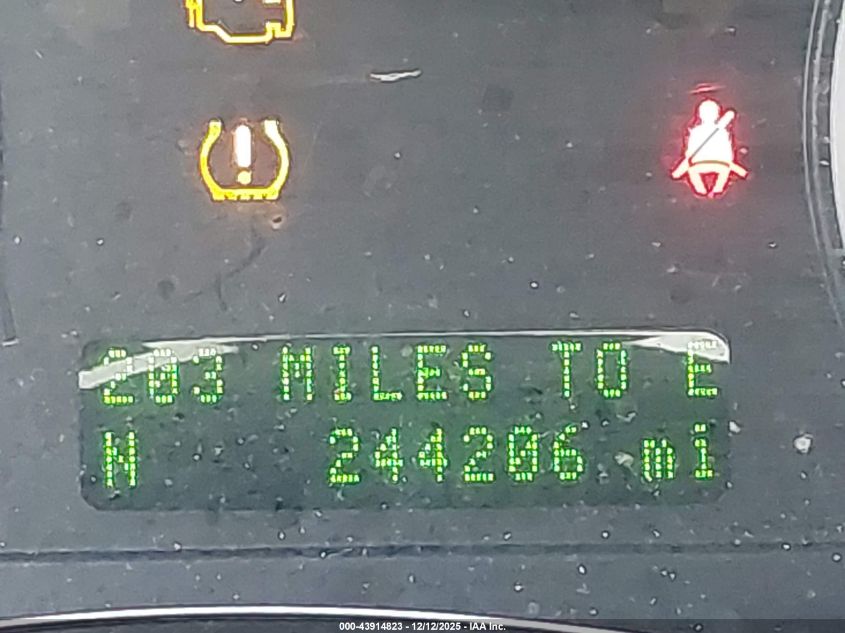 203 MILES TO E
N 244206 mi
000-43914823 - 12/12/2025 - IAA Inc.